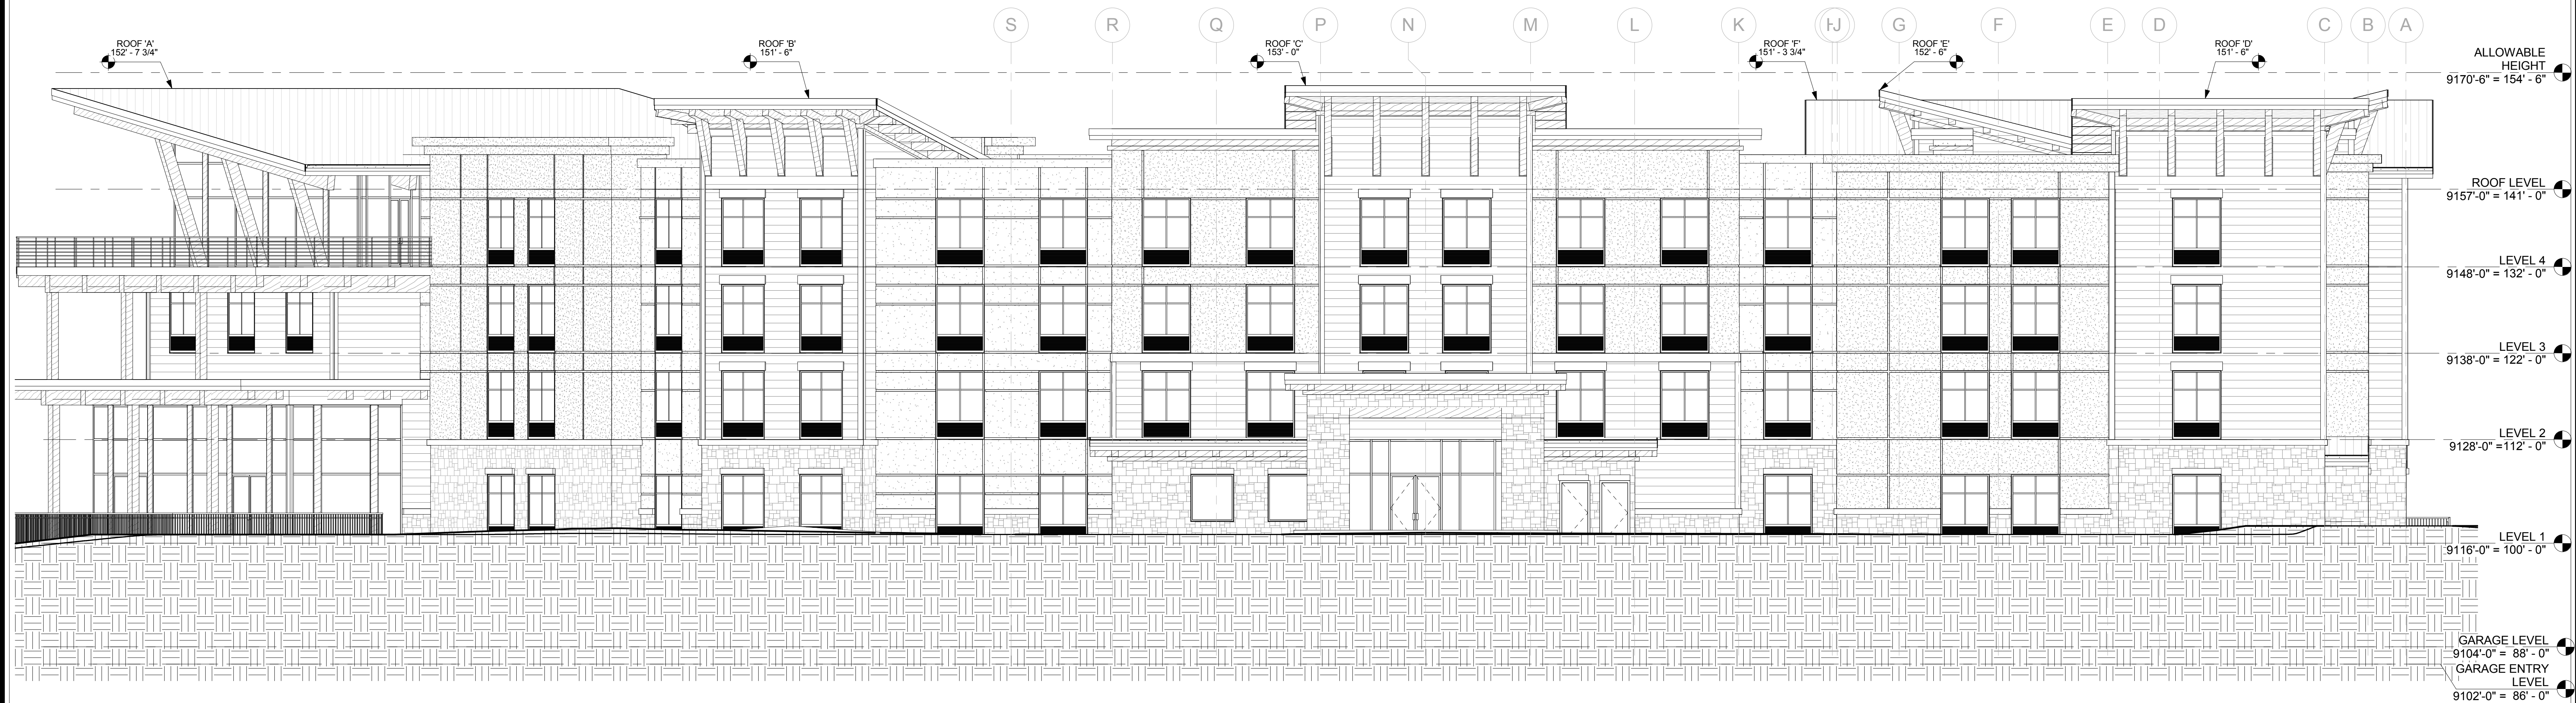 S
R
Q
P
N
M
L
K
J
G
F
E
D
C
B
A
ROOF 'A'
152' - 7 3/4"
ROOF 'B'
151' - 6"
ROOF 'C'
153' - 0"
ROOF 'F'
151' - 3 3/4"
ROOF 'E'
152' - 6"
ROOF 'D'
151' - 6"
ALLOWABLE
HEIGHT
9170'-6" = 154' - 6"
ROOF LEVEL
9157'-0" = 141' - 0"
LEVEL 4
9148'-0" = 132' - 0"
LEVEL 3
9138'-0" = 122' - 0"
LEVEL 2
9128'-0" =112' - 0"
LEVEL 1
9116'-0" = 100' - 0"
GARAGE LEVEL
9104'-0" = 88' - 0"
GARAGE ENTRY
LEVEL
9102'-0" = 86' - 0"